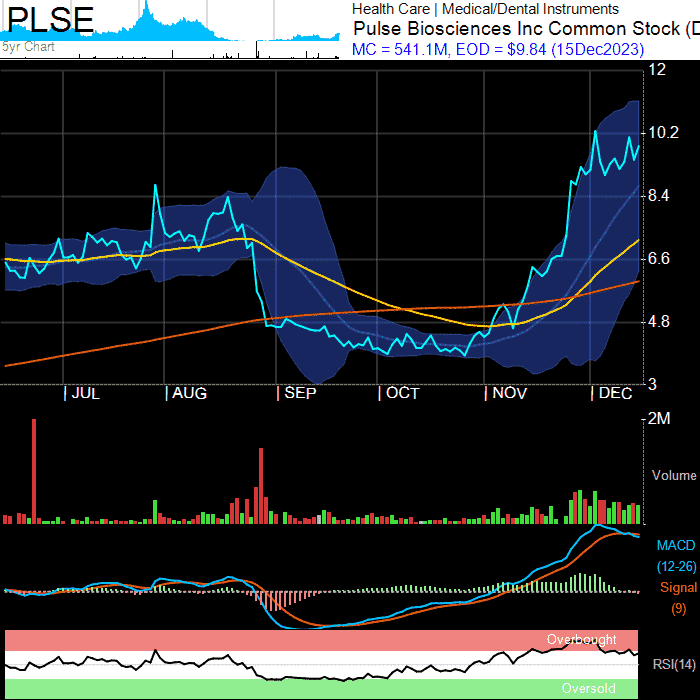 PLSE
5yr Chart
Health Care | Medical/Dental Instruments
Pulse Biosciences Inc Common Stock (D
MC = 541.1M, EOD = $9.84 (15Dec2023)
12
10.2
8.4
6.6
4.8
3
JUL
AUG
SEP
OCT
NOV
DEC
2M
Volume
MACD
(12-26)
Signal
(9)
Overbought
RSI(14)
Oversold